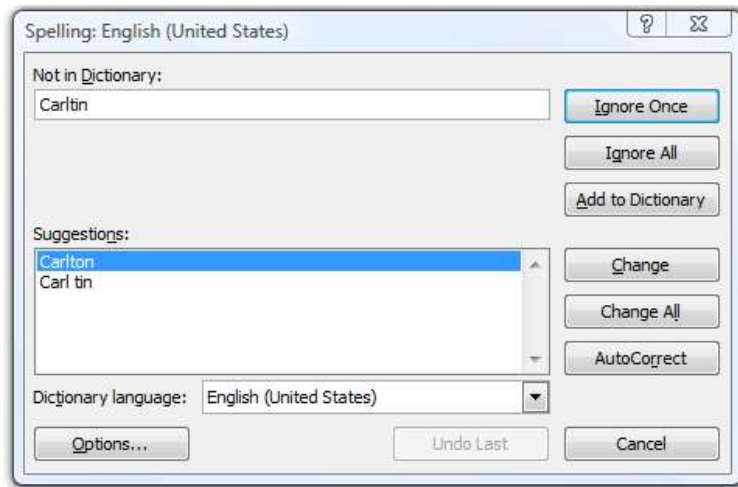 Spelling: English (United States)
?
Not in Dictionary:
Carltin
Ignore Once
Ignore All
Add to Dictionary
Suggestions:
Carlton
Carl tin
Change
Change All
AutoCorrect
Dictionary language: English (United States)
Options... Undo Last Cancel